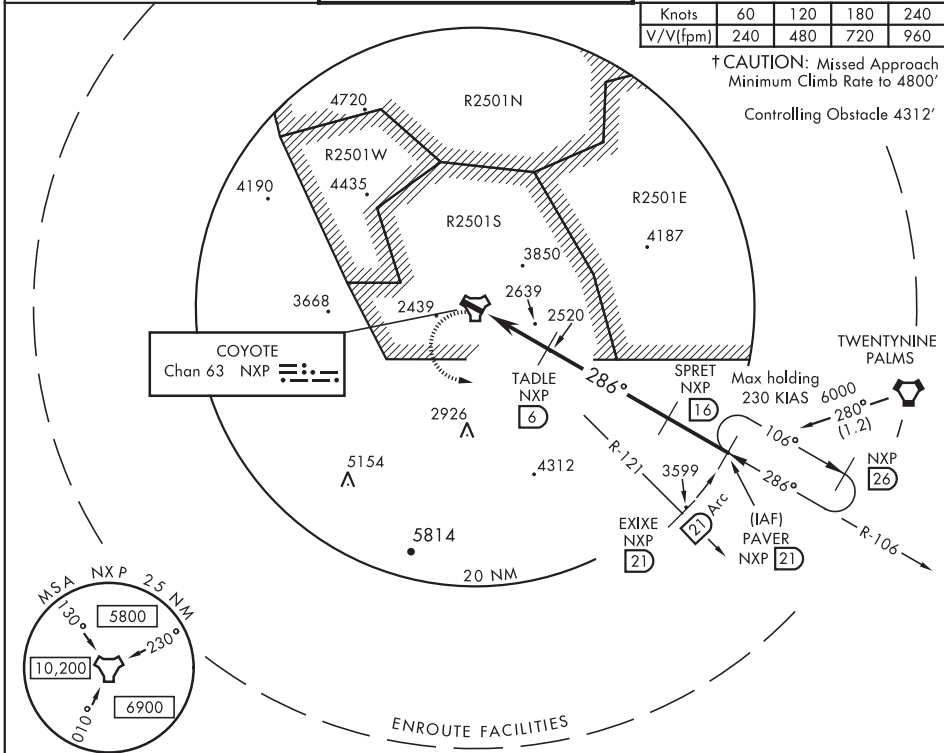 Knots 60 120 180 240
V/V(fpm) 240 480 720 960
† CAUTION: Missed Approach
Minimum Climb Rate to 4800'
Controlling Obstacle 4312'
4720
R2501N
R2501W
4190
4435
R2501E
R2501S
4187
3850
3668
2439
2639
2520
COYOTE
Chan 63 NXP
TADLE
NXP
6
286°
SPRET
NXP
16
Max holding
230 KIAS
6000
280°
(1.2)
TWENTYNINE
PALMS
106°
NXP
26
2926
5154
4312
R-121
3599
286°
21 Arc
EXIXE
NXP
21
(IAF)
PAVER
NXP 21
R-106
5814
20 NM
MSA NXP 25 NM
130°
5800
230°
10,200
010°
6900
ENROUTE FACILITIES